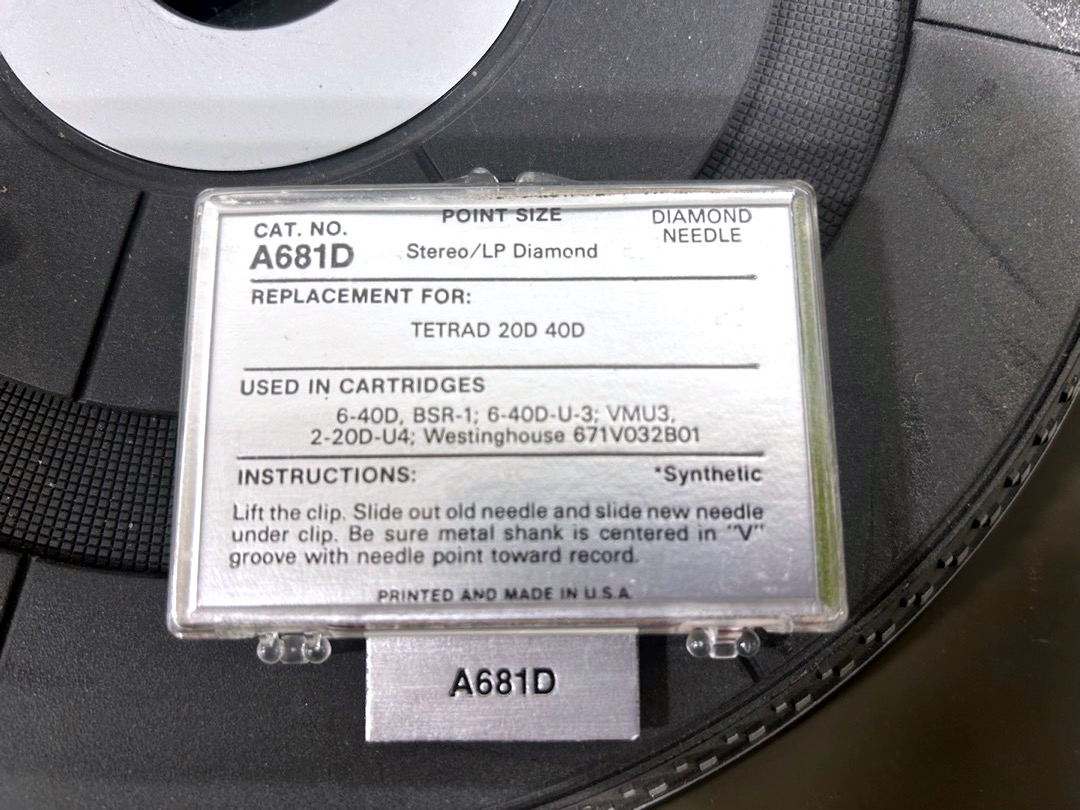 CAT. NO.
A681D
POINT SIZE
Stereo/LP Diamond
DIAMOND
NEEDLE
REPLACEMENT FOR:
TETRAD 20D 40D
USED IN CARTRIDGES
6-40D, BSR-1; 6-40D-U-3; VMU3,
2-20D-U4; Westinghouse 671V032B01
INSTRUCTIONS:
*Synthetic
Lift the clip. Slide out old needle and slide new needle
under clip. Be sure metal shank is centered in "V"
groove with needle point toward record.
PRINTED AND MADE IN U.S.A.
A681D